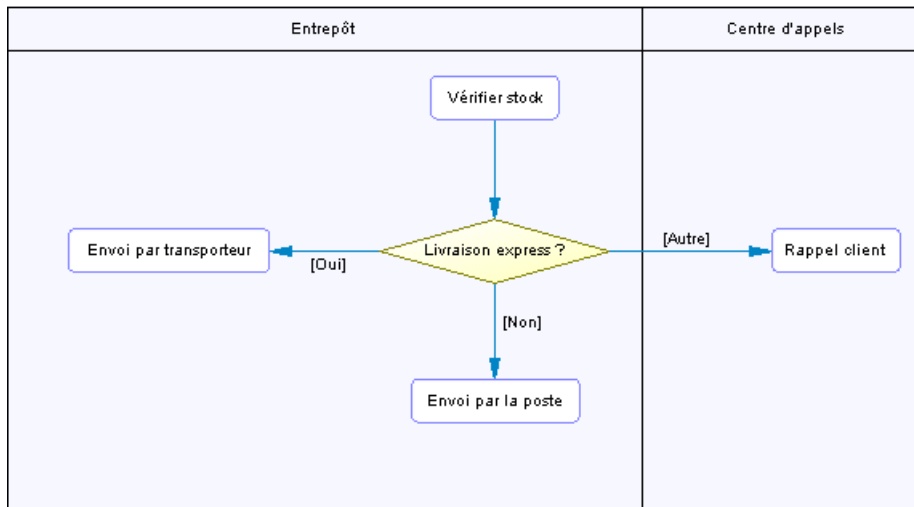 Entrepôt
Centre d'appels
Vérifier stock
Envoi par transporteur
[Oui]
Livraison express ?
[Autre]
Rappel client
[Non]
Envoi par la poste